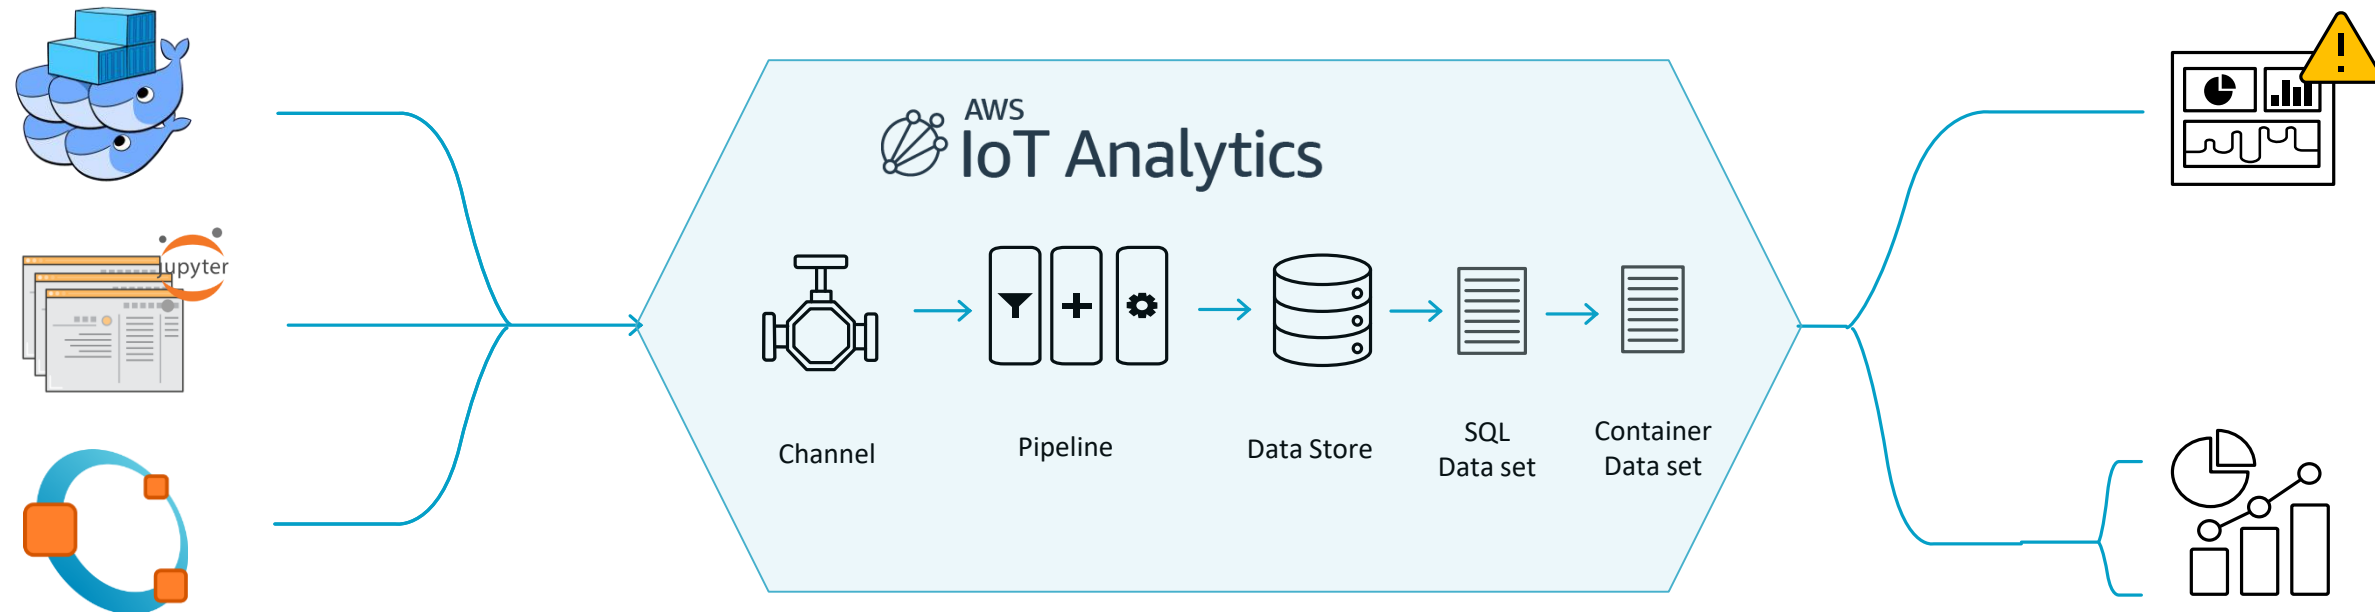 jupyter
AWS
IoT Analytics
Channel
Pipeline
Data Store
SQL
Data set
Container
Data set